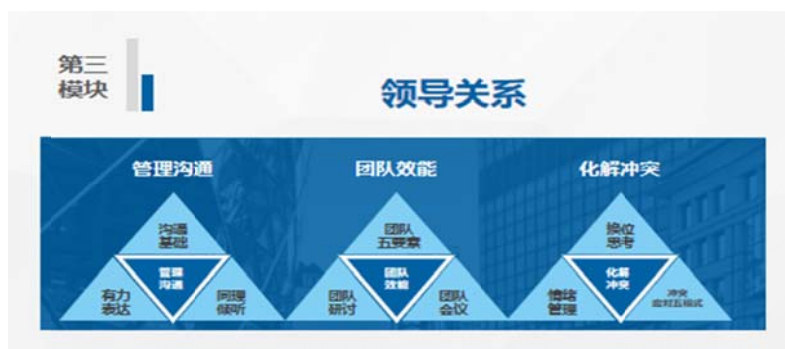 第三
模块
领导关系
管理沟通
团队效能
化解冲突
沟通
基础
管理
沟通
有力
表达
同理
倾听
团队
五要素
团队
效能
团队
研讨
团队
会议
换位
思考
化解
冲突
情绪
管理
冲突
应对五模式